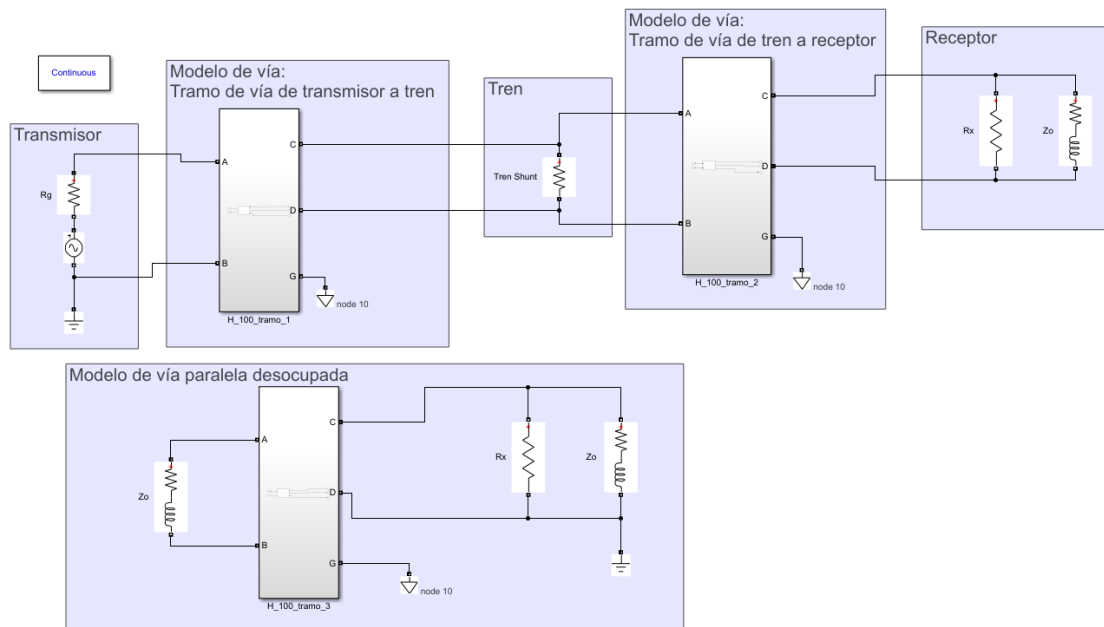 Continuous
Transmisor
Rg
+
Modelo de vía:
Tramo de vía de transmisor a tren
A
B
C
D
G
H_100_tramo_1
node 10
Tren
Tren Shunt
Modelo de vía:
Tramo de vía de tren a receptor
A
B
C
D
G
H_100_tramo_2
node 10
Receptor
Rx
Zo
Modelo de vía paralela desocupada
Zo
A
B
C
D
G
H_100_tramo_3
node 10
Rx
Zo